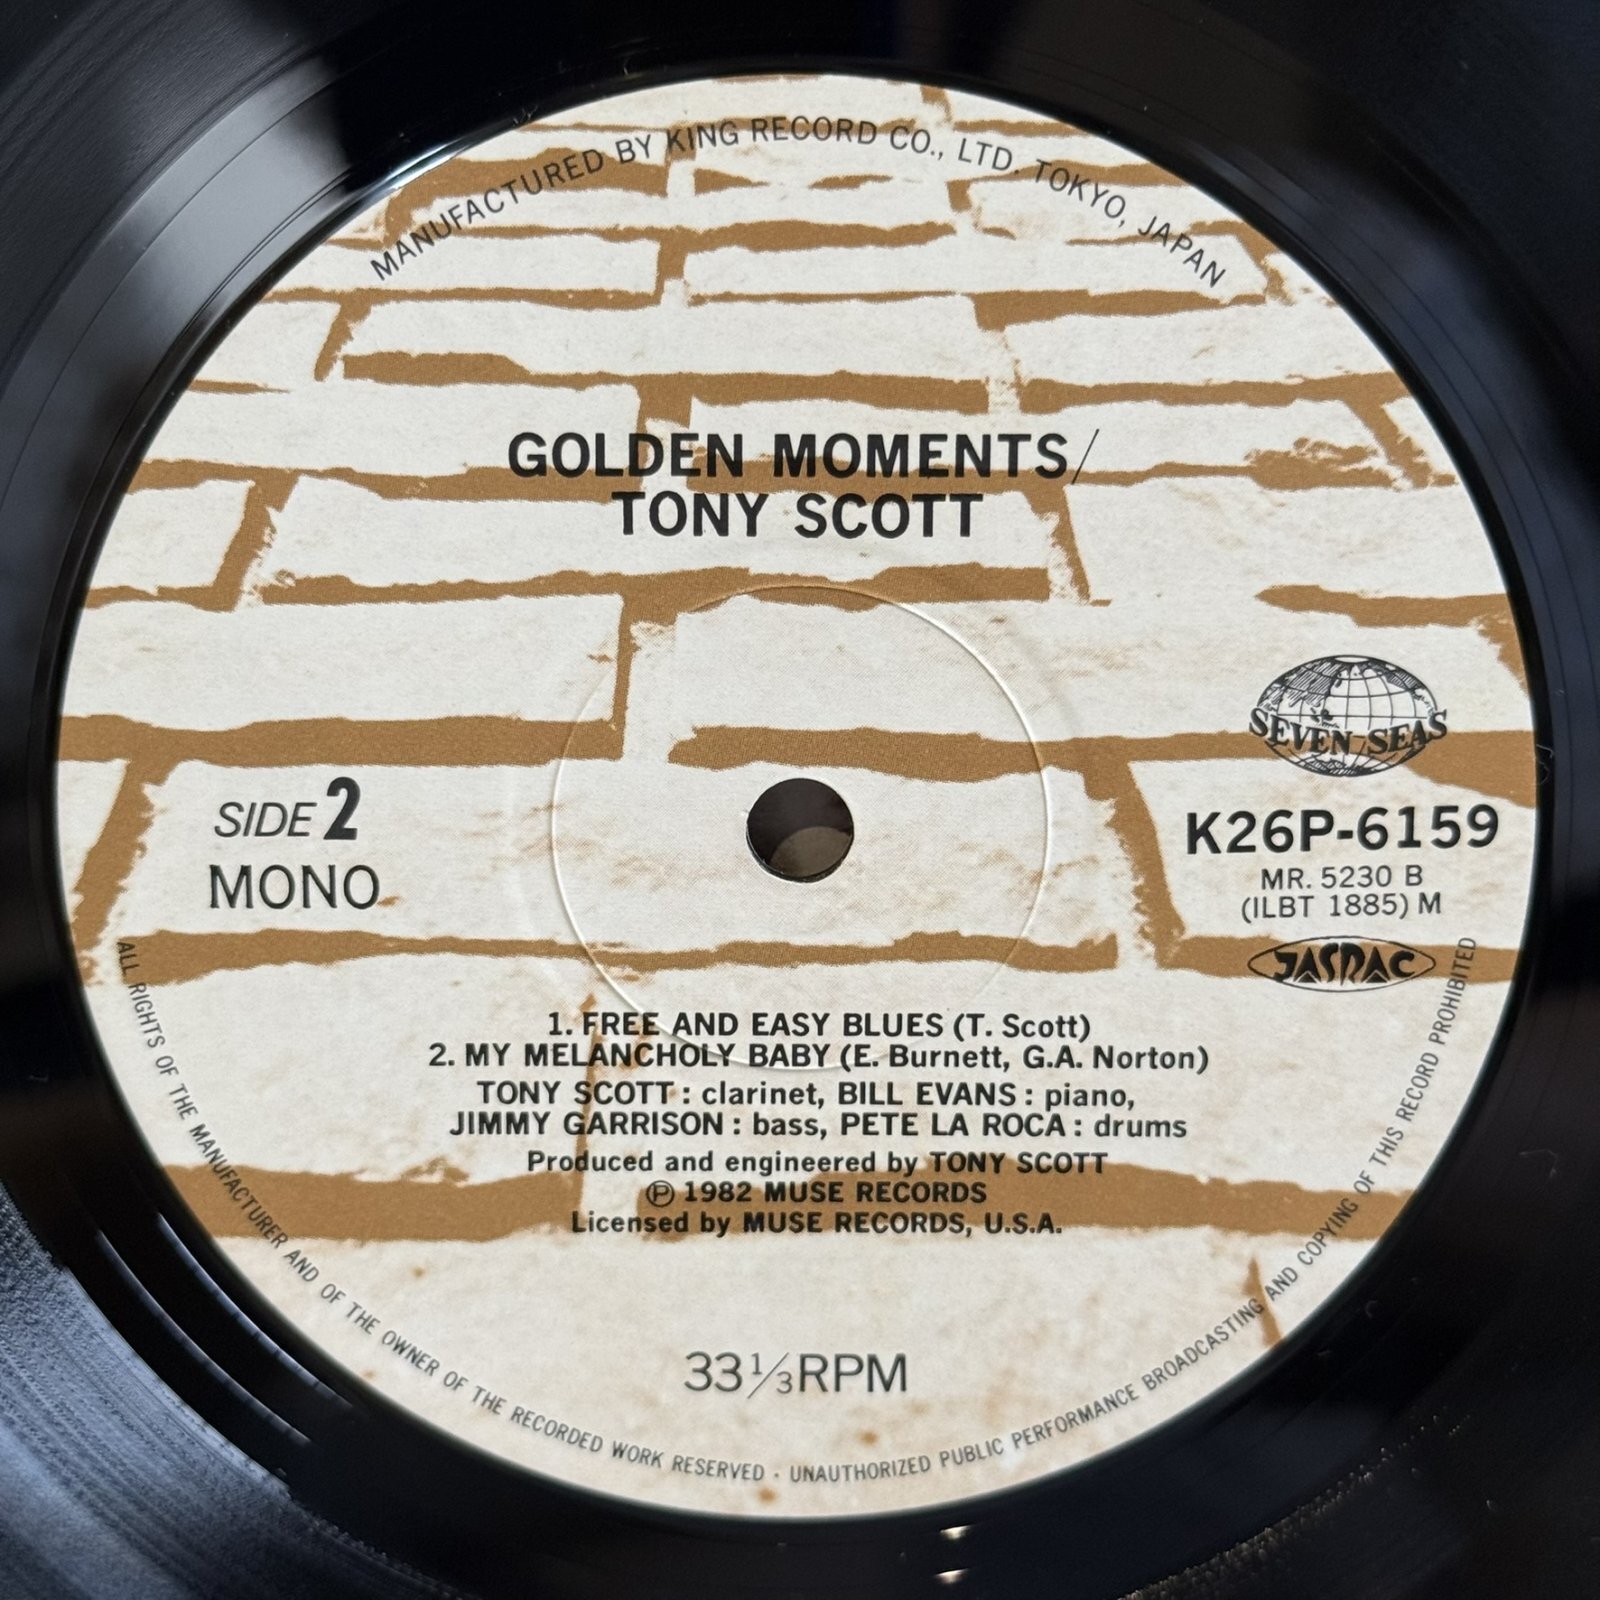 MANUFACTURED BY KING RECORD CO., LTD. TOKYO, JAPAN
GOLDEN MOMENTS/
TONY SCOTT
SEVEN SEAS
SIDE 2
MONO
K26P-6159
MR. 5230 B
(ILBT 1885) M
JASRAC
1. FREE AND EASY BLUES (T. Scott)
2. MY MELANCHOLY BABY (E. Burnett, G.A. Norton)
TONY SCOTT : clarinet, BILL EVANS : piano,
JIMMY GARRISON : bass, PETE LA ROCA : drums
Produced and engineered by TONY SCOTT
℗ 1982 MUSE RECORDS
Licensed by MUSE RECORDS, U.S.A.
33 1/3 RPM
ALL RIGHTS OF THE MANUFACTURER AND OF THE OWNER OF THE RECORDED WORK RESERVED · UNAUTHORIZED PUBLIC PERFORMANCE BROADCASTING AND COPYING OF THIS RECORD PROHIBITED